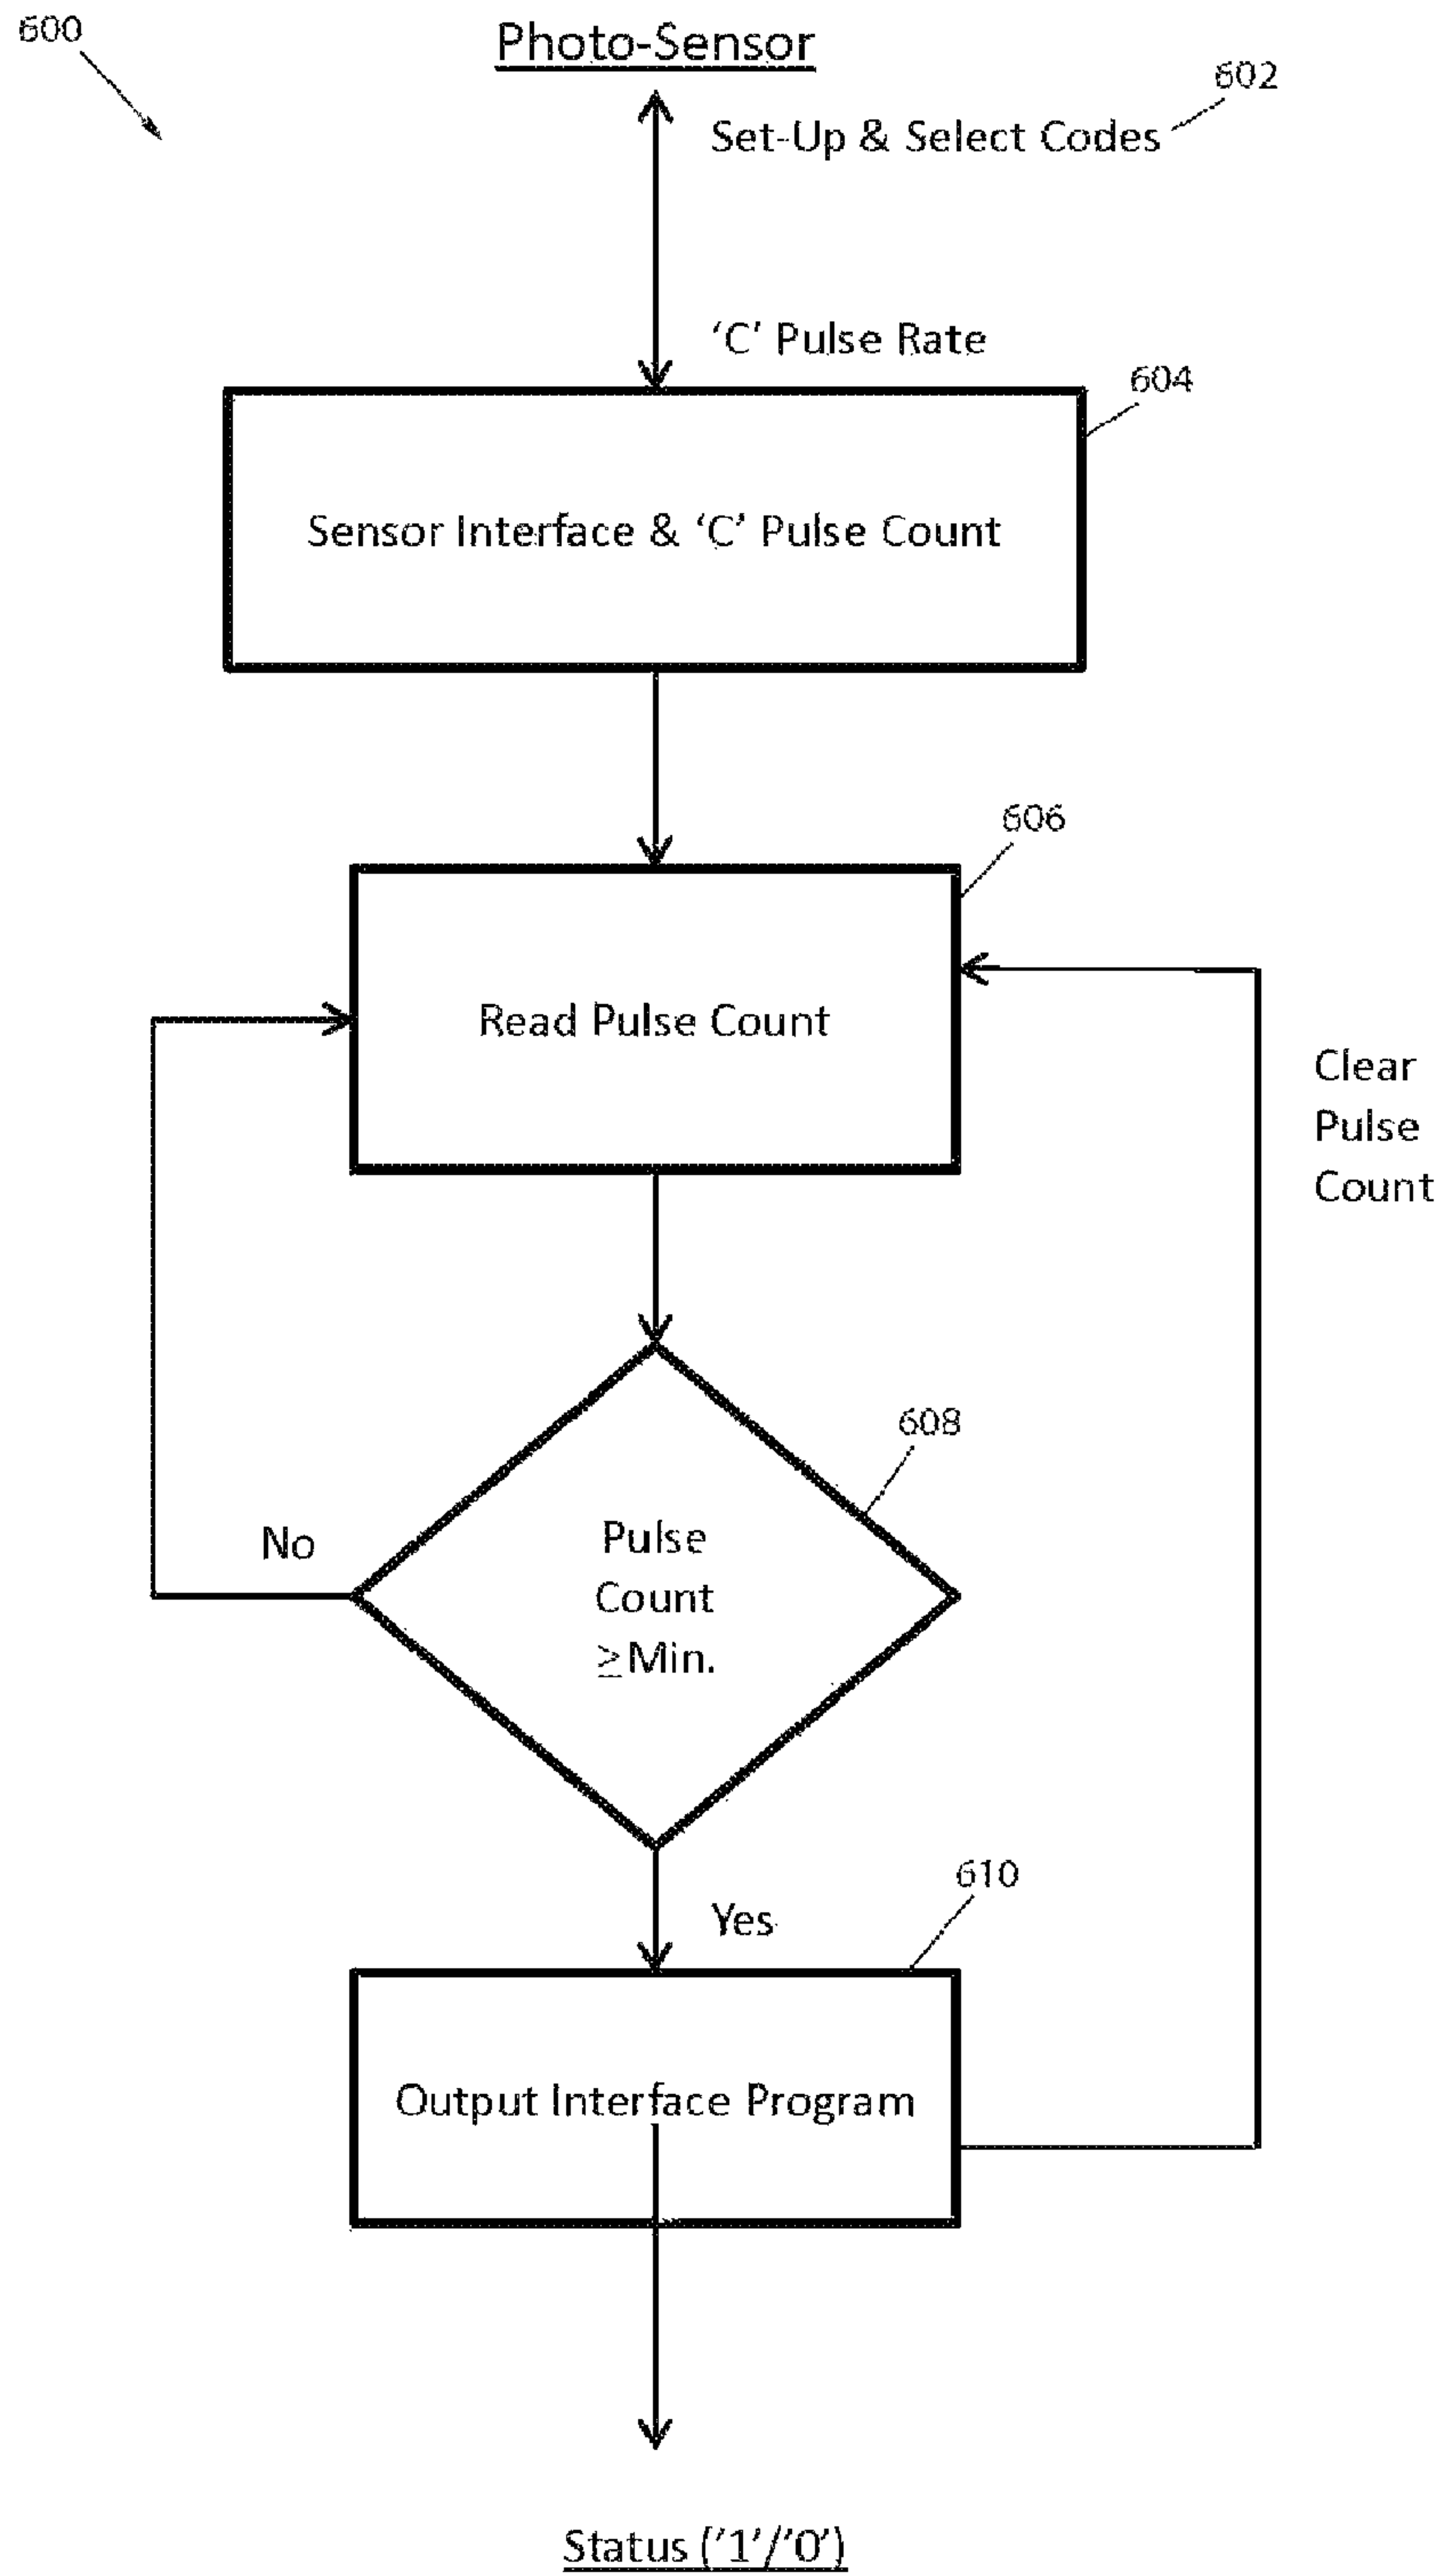 600
Photo-Sensor
602
Set-Up & Select Codes
‘C’ Pulse Rate
604
Sensor Interface & ‘C’ Pulse Count
606
Read Pulse Count
Clear
Pulse
Count
608
No
Pulse
Count
≥Min.
610
Yes
Output Interface Program
Status (’1’/’0’)